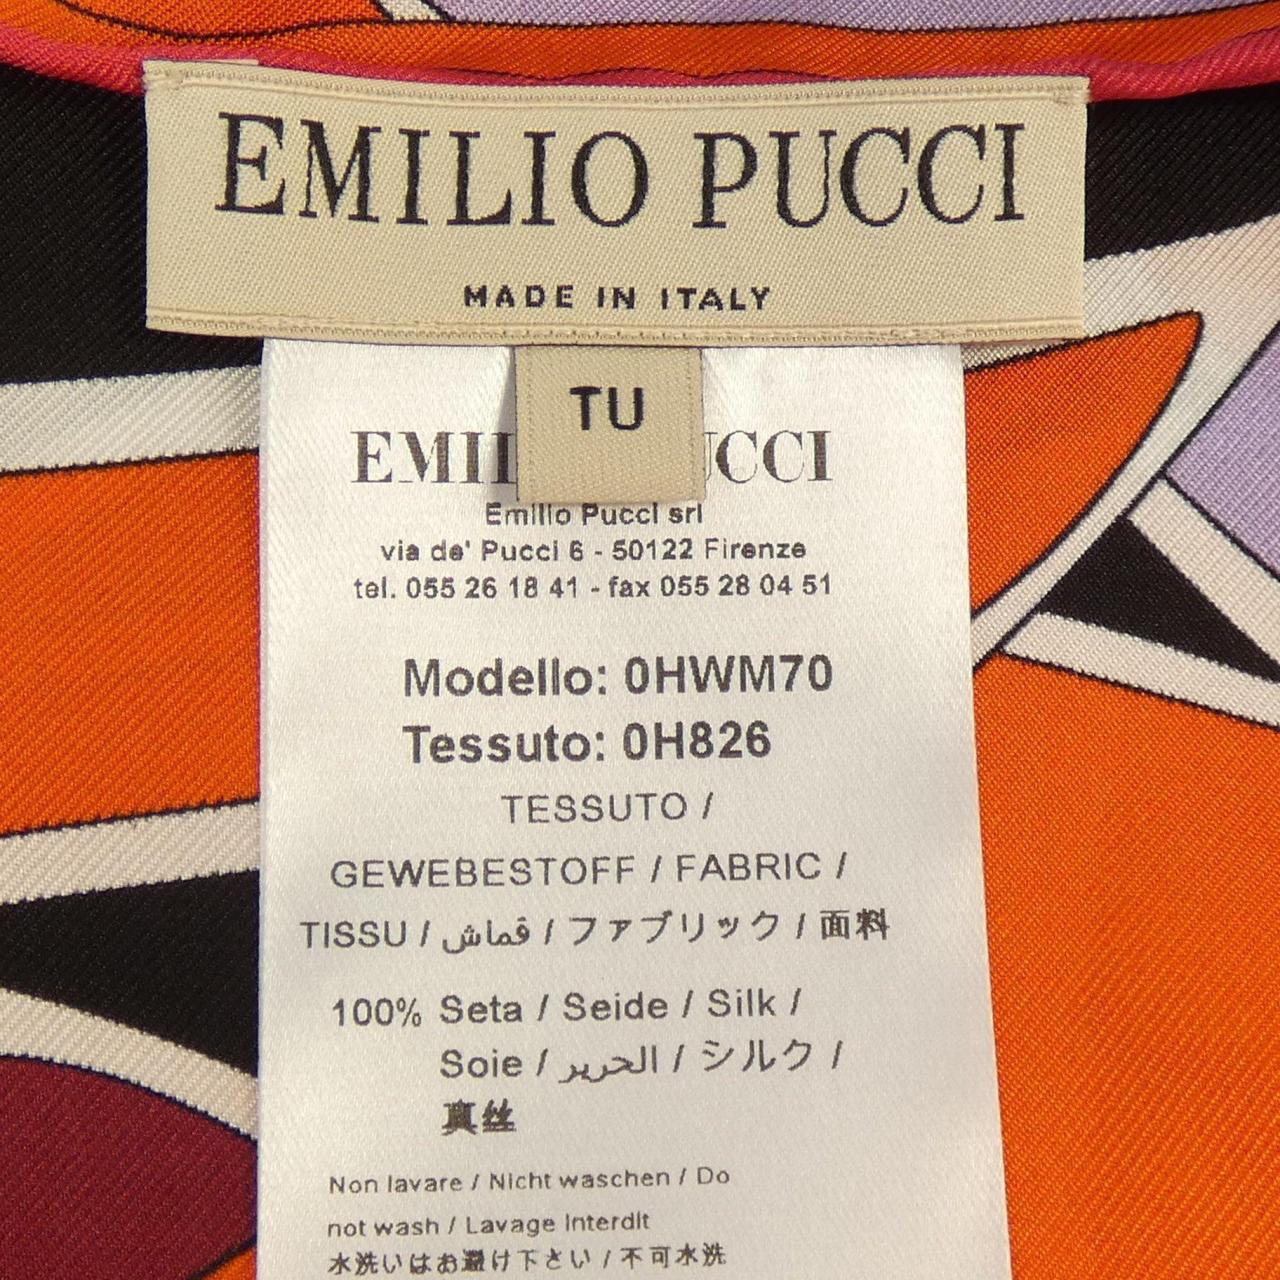 EMILIO PUCCI
MADE IN ITALY
TU
Emilio Pucci srl
via de' Pucci 6 - 50122 Firenze
tel. 055 26 18 41 - fax 055 28 04 51
Modello: 0HWM70
Tessuto: 0H826
TESSUTO /
GEWEBESTOFF / FABRIC /
TISSU / قماش / ファブリック / 面料
100% Seta / Seide / Silk /
Soie / الحرير / シルク /
真丝
Non lavare / Nicht waschen / Do
not wash / Lavage Interdit
水洗いはお避け下さい / 不可水洗